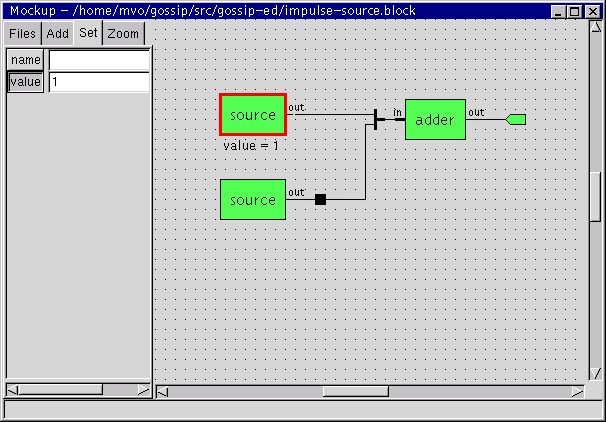 Mockup – /home/mvo/gossip/src/gossip-ed/impulse-source.block
Files Add Set Zoom
name
value 1
source out in adder out
value = 1
source out